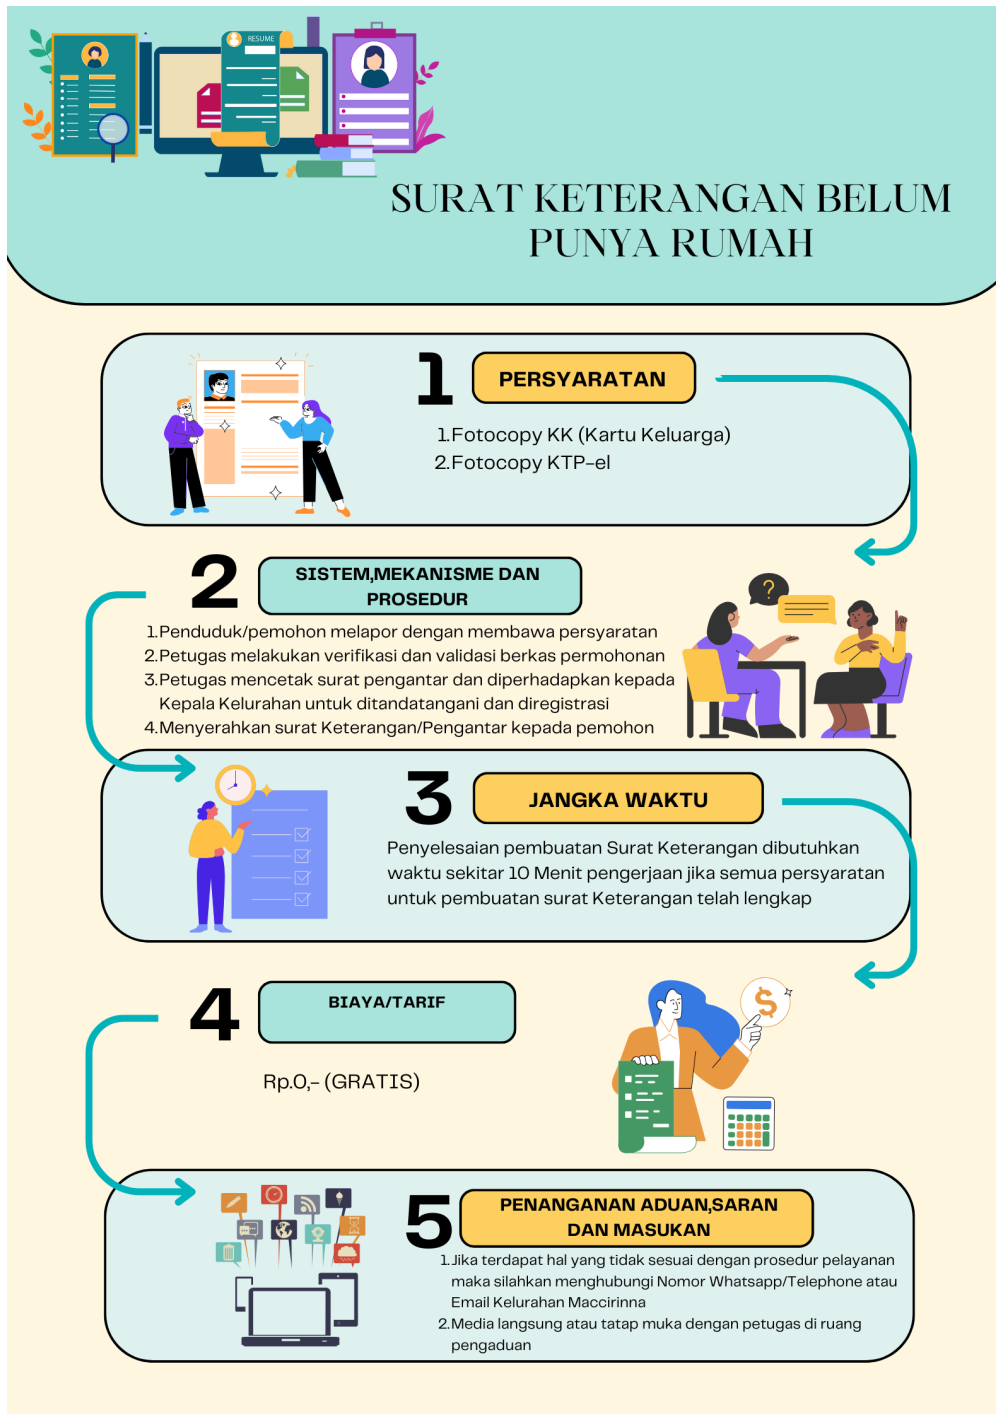 RESUME
SURAT KETERANGAN BELUM
PUNYA RUMAH
1
PERSYARATAN
1.Fotocopy KK (Kartu Keluarga)
2.Fotocopy KTP-el
2
SISTEM,MEKANISME DAN
PROSEDUR
1.Penduduk/pemohon melapor dengan membawa persyaratan
2.Petugas melakukan verifikasi dan validasi berkas permohonan
3.Petugas mencetak surat pengantar dan diperhadapkan kepada
Kepala Kelurahan untuk ditandatangani dan diregistrasi
4.Menyerahkan surat Keterangan/Pengantar kepada pemohon
?
3
JANGKA WAKTU
Penyelesaian pembuatan Surat Keterangan dibutuhkan
waktu sekitar 10 Menit pengerjaan jika semua persyaratan
untuk pembuatan surat Keterangan telah lengkap
4
BIAYA/TARIF
Rp.0,- (GRATIS)
$
5
PENANGANAN ADUAN,SARAN
DAN MASUKAN
1.Jika terdapat hal yang tidak sesuai dengan prosedur pelayanan
maka silahkan menghubungi Nomor Whatsapp/Telephone atau
Email Kelurahan Maccirinna
2.Media langsung atau tatap muka dengan petugas di ruang
pengaduan